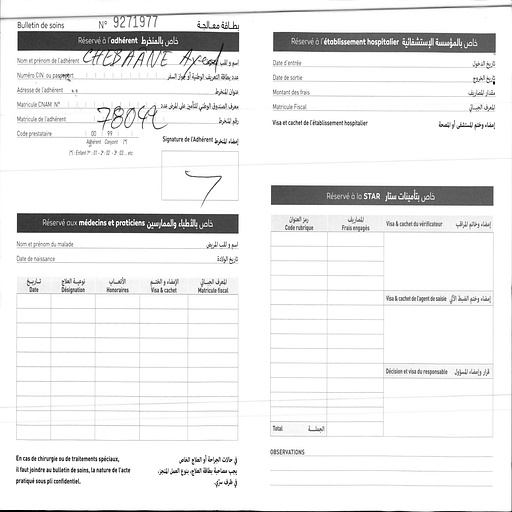 Bulletin de soins N° 9271977 بطاقة معالجة
Réservé à l'adhérent خاص بالمنخرط
Nom et prénom de l'adhérent CHEBAANE Ayed اسم و لقب المنخرط
Numéro CIN ou passeport عدد بطاقة التعريف الوطنية أو جواز السفر
Adresse de l'adhérent عنوان المنخرط
Matricule CNAM N° معرف الصندوق الوطني للتأمين على المرض عدد
Matricule de l'adhérent رقم المنخرط
Code prestataire 00 99
Adhérent Conjoint (*)
(*) : Enfant 1er : 01 - 2 : 02 - 3 : 03 ... etc
Signature de l'Adhérent إمضاء المنخرط
Réservé aux médecins et praticiens خاص بالأطباء والممارسين
Nom et prénom du malade اسم و لقب المريض
Date de naissance تاريخ الولادة
تاريخ نوعية العلاج الأتعاب الإمضاء و الختم المعرف الجبائي
Date Désignation Honoraires Visa & cachet Matricule fiscal
En cas de chirurgie ou de traitements spéciaux,
il faut joindre au bulletin de soins, la nature de l'acte
pratiqué sous pli confidentiel.
في حالات الجراحة أو العلاج الخاص
يجب مصاحبة بطاقة العلاج، بنوع العمل المنجز،
في ظرف سري.
Réservé à l'établissement hospitalier خاص بالمؤسسة الإستشفائية
Date d'entrée تاريخ الدخول
Date de sortie تاريخ الخروج
Montant des frais مقدار المصاريف
Matricule Fiscal المعرف الجبائي
Visa et cachet de l'établissement hospitalier إمضاء وختم المستشفى أو المصحة
Réservé à la STAR خاص بتأمينات ستار
رمز العنوان المصاريف
Code rubrique Frais engagés
Visa & cachet du vérificateur إمضاء وخاتم المراقب
Visa & cachet de l'agent de saisie إمضاء وختم الضبط الآلي
Décision et visa du responsable قرار وإمضاء المسؤول
Total الجملة
OBSERVATIONS